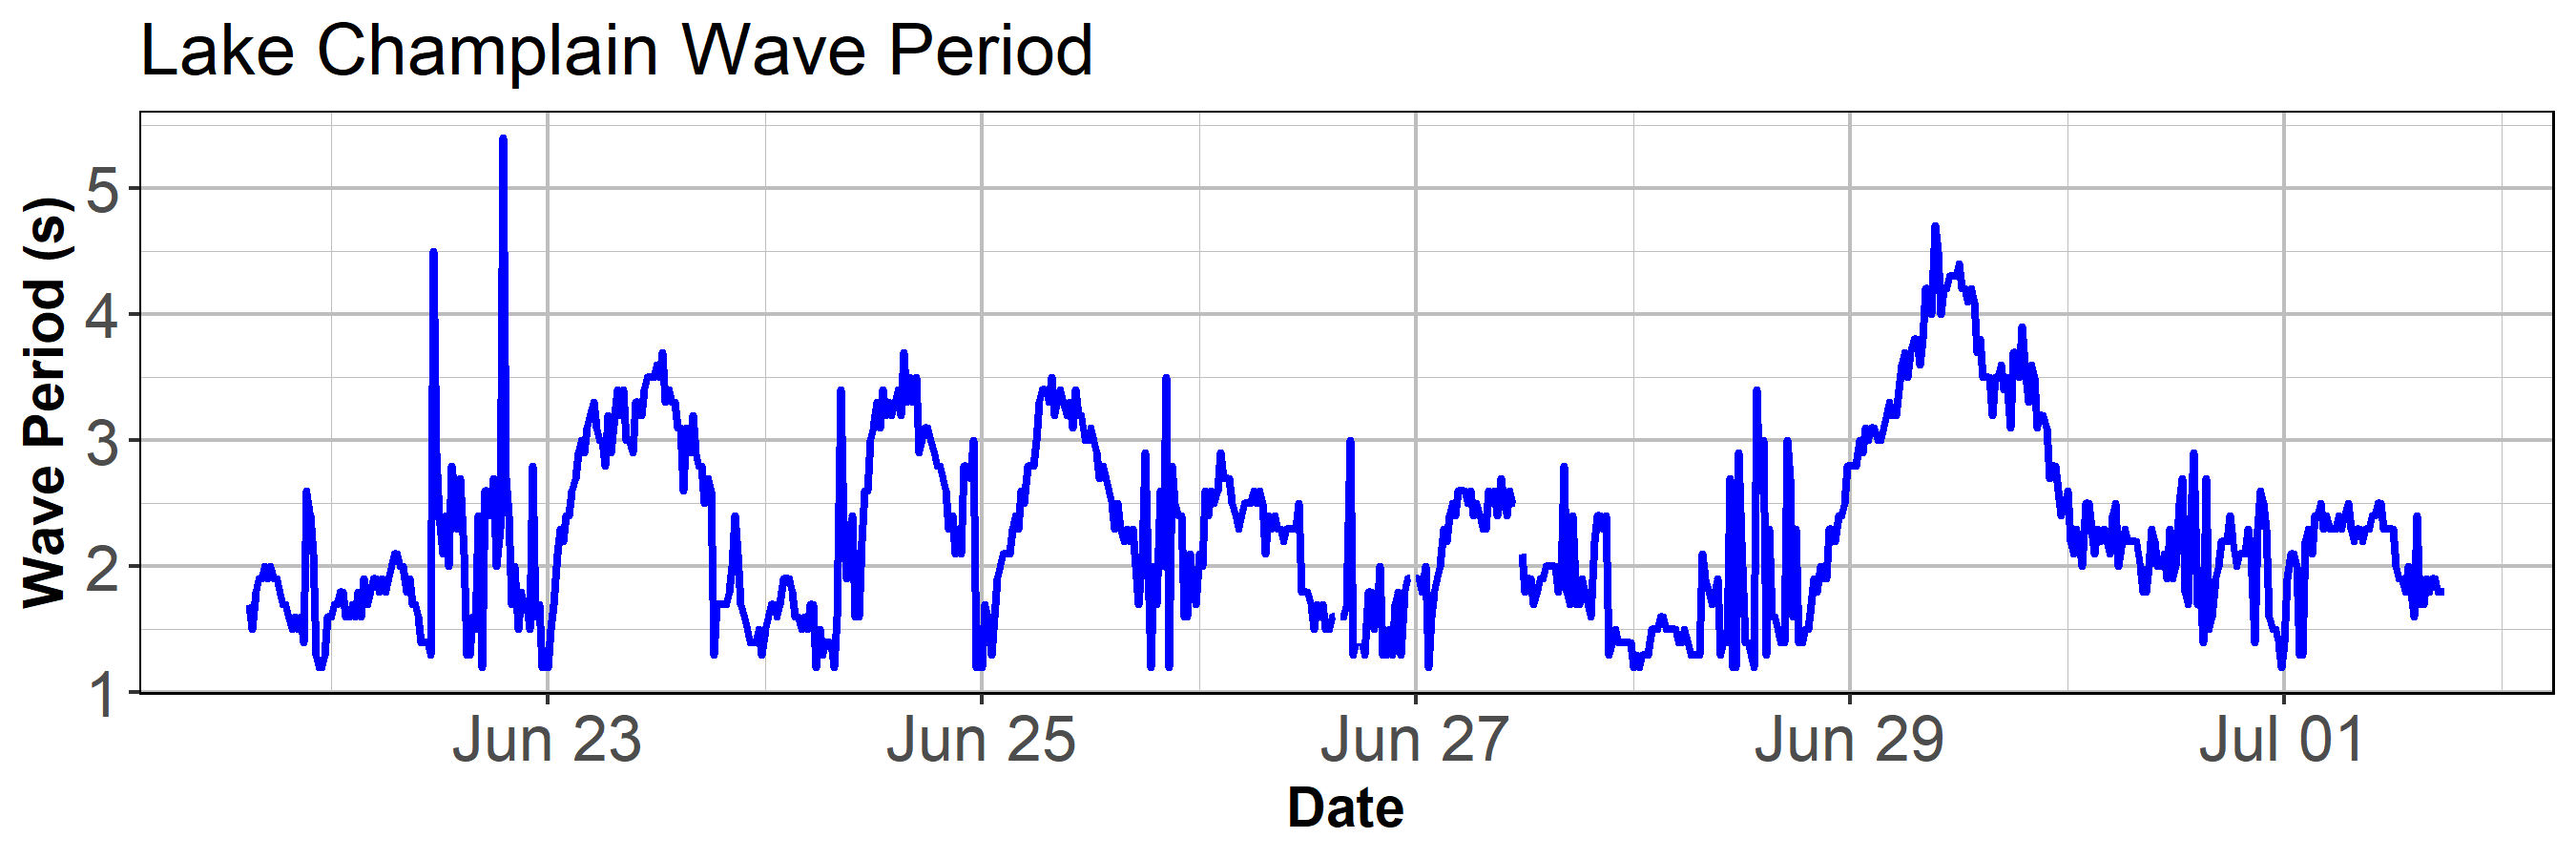 Lake Champlain Wave Period
Wave Period (s)
5
4
3
2
1
Jun 23
Jun 25
Jun 27
Jun 29
Jul 01
Date